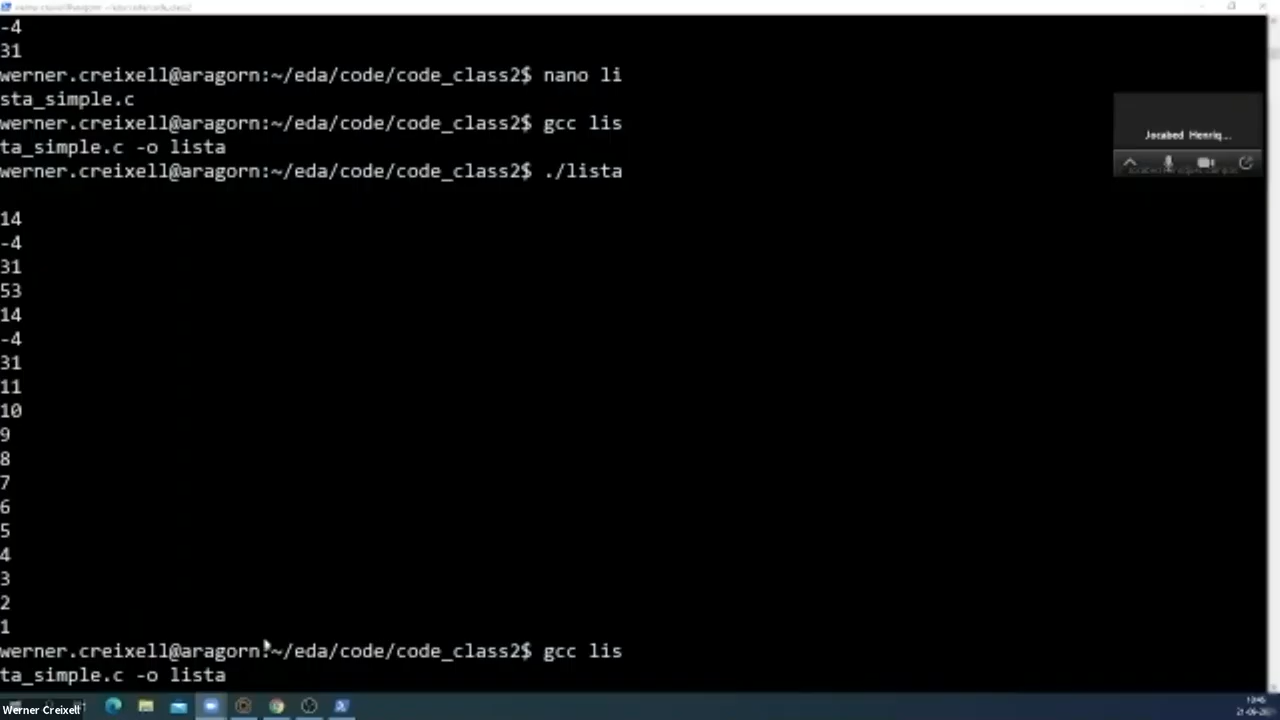 -4
31
werner.creixell@aragorn:~/eda/code/code_class2$ nano li
sta_simple.c
werner.creixell@aragorn:~/eda/code/code_class2$ gcc lis
ta_simple.c -o lista
werner.creixell@aragorn:~/eda/code/code_class2$ ./lista
Jocabed Henriq...
14
-4
31
53
14
-4
31
11
10
9
8
7
6
5
4
3
2
1
werner.creixell@aragorn:~/eda/code/code_class2$ gcc lis
ta_simple.c -o lista
Werner Creixell